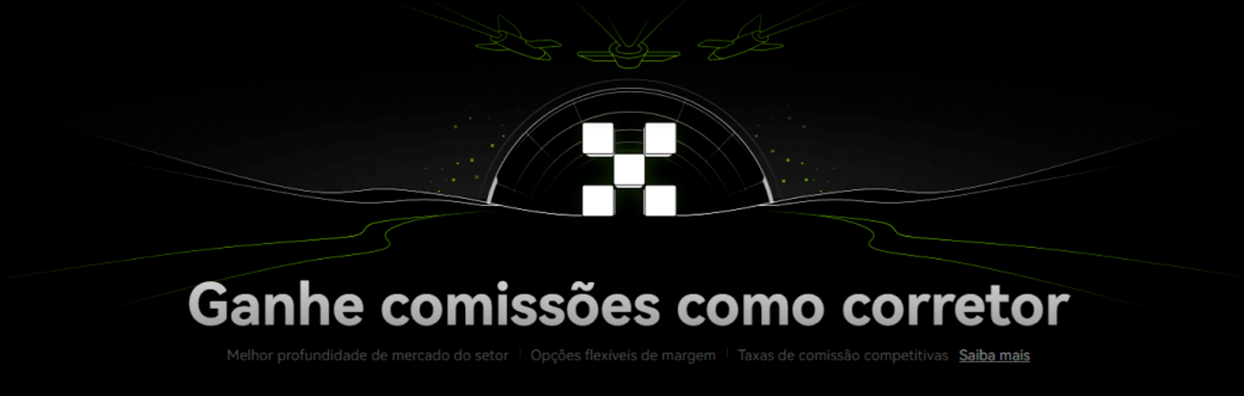 Ganhe comissões como corretor
Melhor profundidade de mercado do setor | Opções flexíveis de margem | Taxas de comissão competitivas Saiba mais